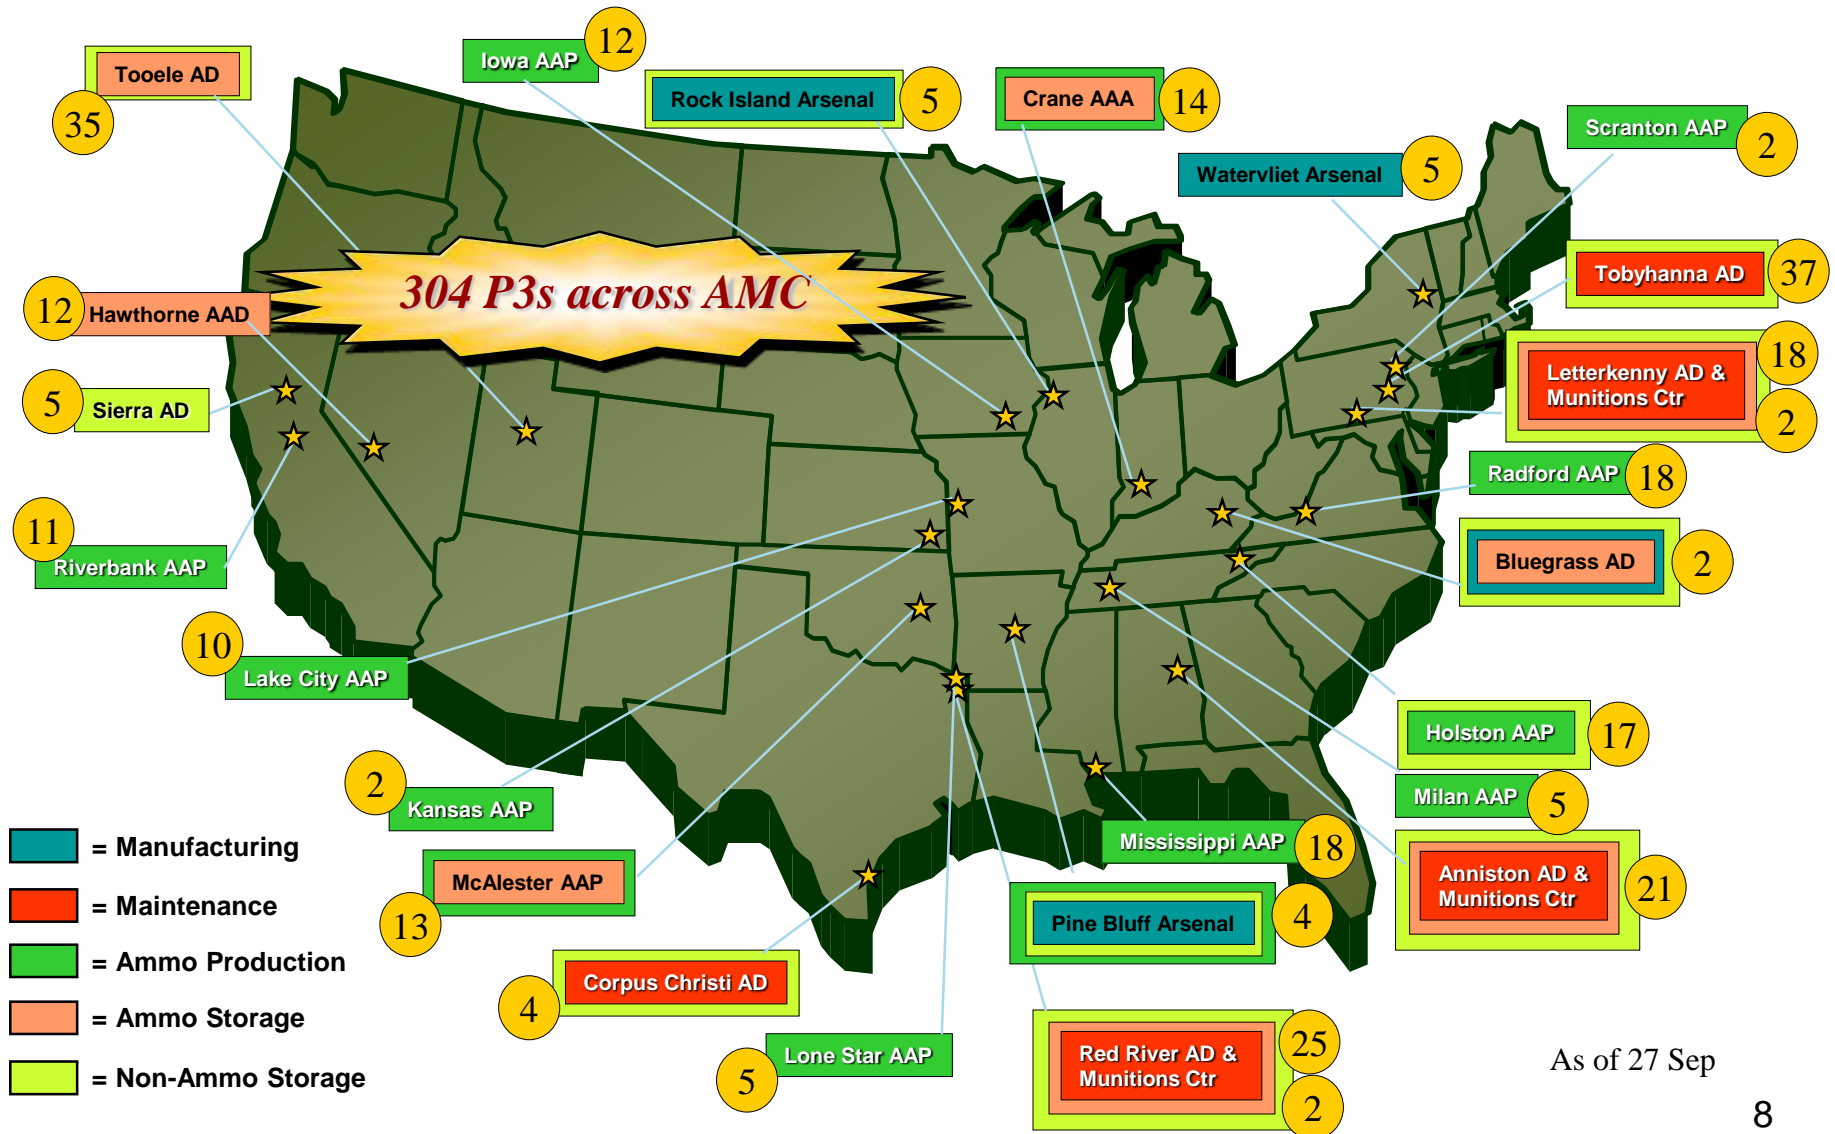 Tooele AD
35
Iowa AAP
12
Rock Island Arsenal
5
Crane AAA
14
Scranton AAP
2
Watervliet Arsenal
5
304 P3s across AMC
Tobyhanna AD
37
12
Hawthorne AAD
Letterkenny AD &
Munitions Ctr
18
2
5
Sierra AD
Radford AAP
18
11
Riverbank AAP
Bluegrass AD
2
10
Lake City AAP
Holston AAP
17
2
Kansas AAP
Milan AAP
5
Mississippi AAP
18
McAlester AAP
13
Anniston AD &
Munitions Ctr
21
Pine Bluff Arsenal
4
Corpus Christi AD
4
Lone Star AAP
5
Red River AD &
Munitions Ctr
25
2
= Manufacturing
= Maintenance
= Ammo Production
= Ammo Storage
= Non-Ammo Storage
As of 27 Sep
8